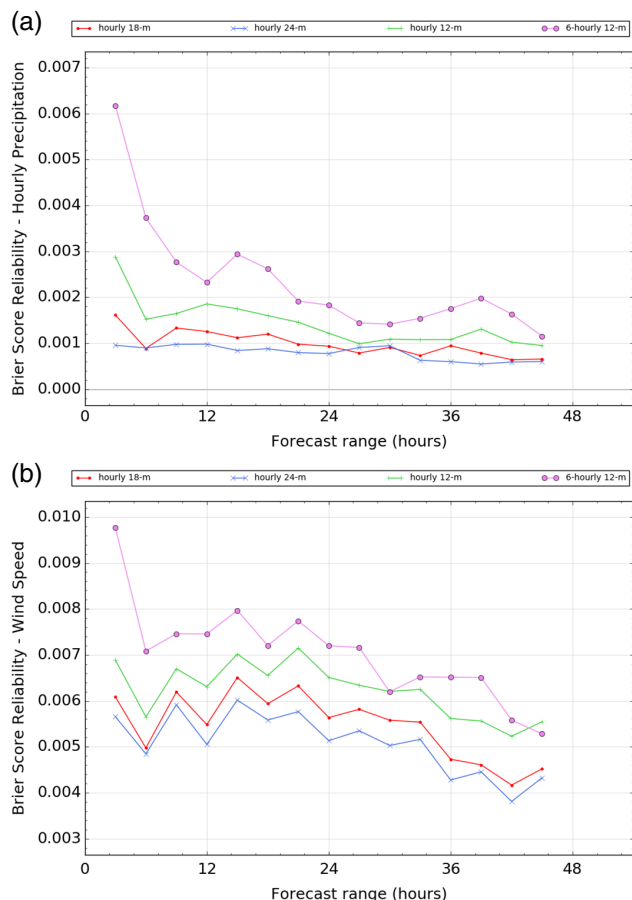 (a)
hourly 18-m hourly 24-m hourly 12-m 6-hourly 12-m
Brier Score Reliability - Hourly Precipitation
0.007
0.006
0.005
0.004
0.003
0.002
0.001
0.000
0 12 24 36 48
Forecast range (hours)
(b)
hourly 18-m hourly 24-m hourly 12-m 6-hourly 12-m
Brier Score Reliability - Wind Speed
0.010
0.009
0.008
0.007
0.006
0.005
0.004
0.003
0 12 24 36 48
Forecast range (hours)